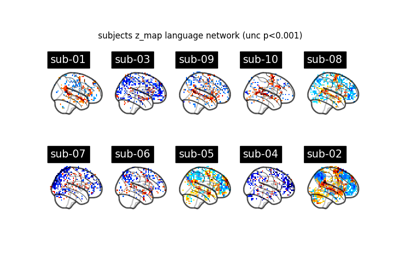 subjects z_map language network (unc p<0.001)
sub-01 sub-03 sub-09 sub-10 sub-08
sub-07 sub-06 sub-05 sub-04 sub-02